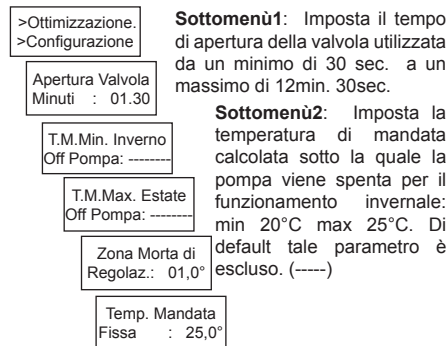 >Ottimizzazione.
>Configurazione
Apertura Valvola
Minuti : 01.30
T.M.Min. Inverno
Off Pompa: --------
T.M.Max. Estate
Off Pompa: --------
Zona Morta di
Regolaz.: 01,0°
Temp. Mandata
Fissa : 25,0°
Sottomenù1: Imposta il tempo
di apertura della valvola utilizzata
da un minimo di 30 sec. a un
massimo di 12min. 30sec.
Sottomenù2: Imposta la
temperatura di mandata
calcolata sotto la quale la
pompa viene spenta per il
funzionamento invernale:
min 20°C max 25°C. Di
default tale parametro è
escluso. (-----)